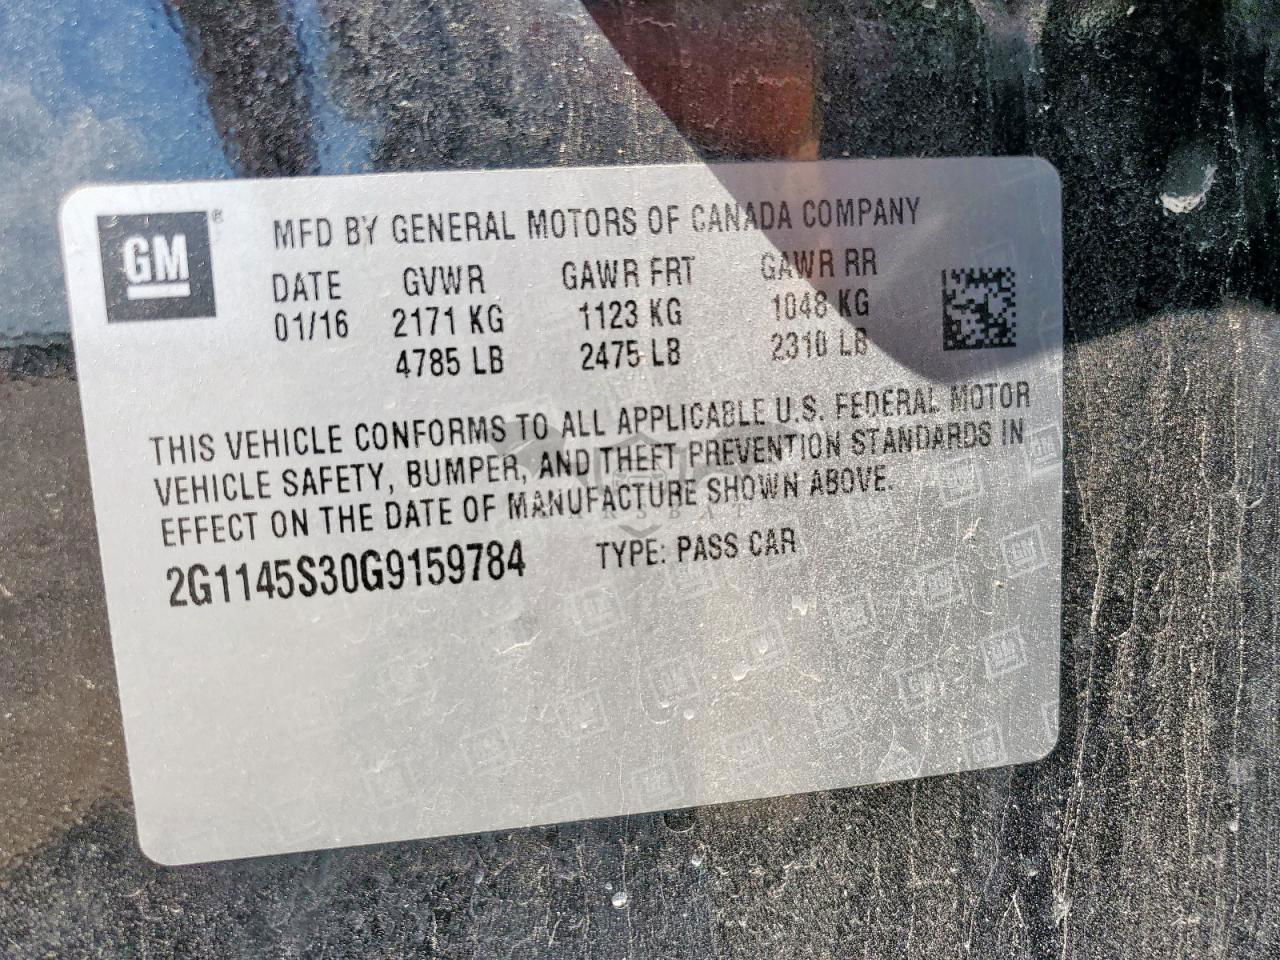 GM ®
MFD BY GENERAL MOTORS OF CANADA COMPANY
DATE GVWR GAWR FRT GAWR RR
01/16 2171 KG 1123 KG 1048 KG
4785 LB 2475 LB 2310 LB
THIS VEHICLE CONFORMS TO ALL APPLICABLE U.S. FEDERAL MOTOR
VEHICLE SAFETY, BUMPER, AND THEFT PREVENTION STANDARDS IN
EFFECT ON THE DATE OF MANUFACTURE SHOWN ABOVE.
2G1145S30G9159784 TYPE: PASS CAR